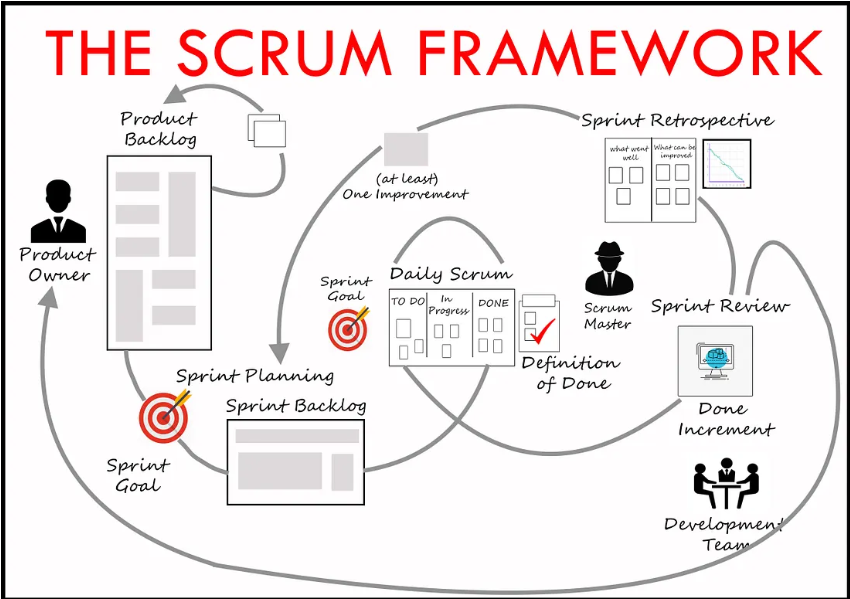 THE SCRUM FRAMEWORK
Product
Backlog
Sprint Retrospective
what went
well
What can be
improved
(at least)
One Improvement
Product
Owner
Sprint
Goal
Daily Scrum
TO DO
In
Progress
DONE
Scrum
Master
Sprint Review
Definition
of Done
Sprint Planning
Sprint Backlog
Done
Increment
Sprint
Goal
Development
Team